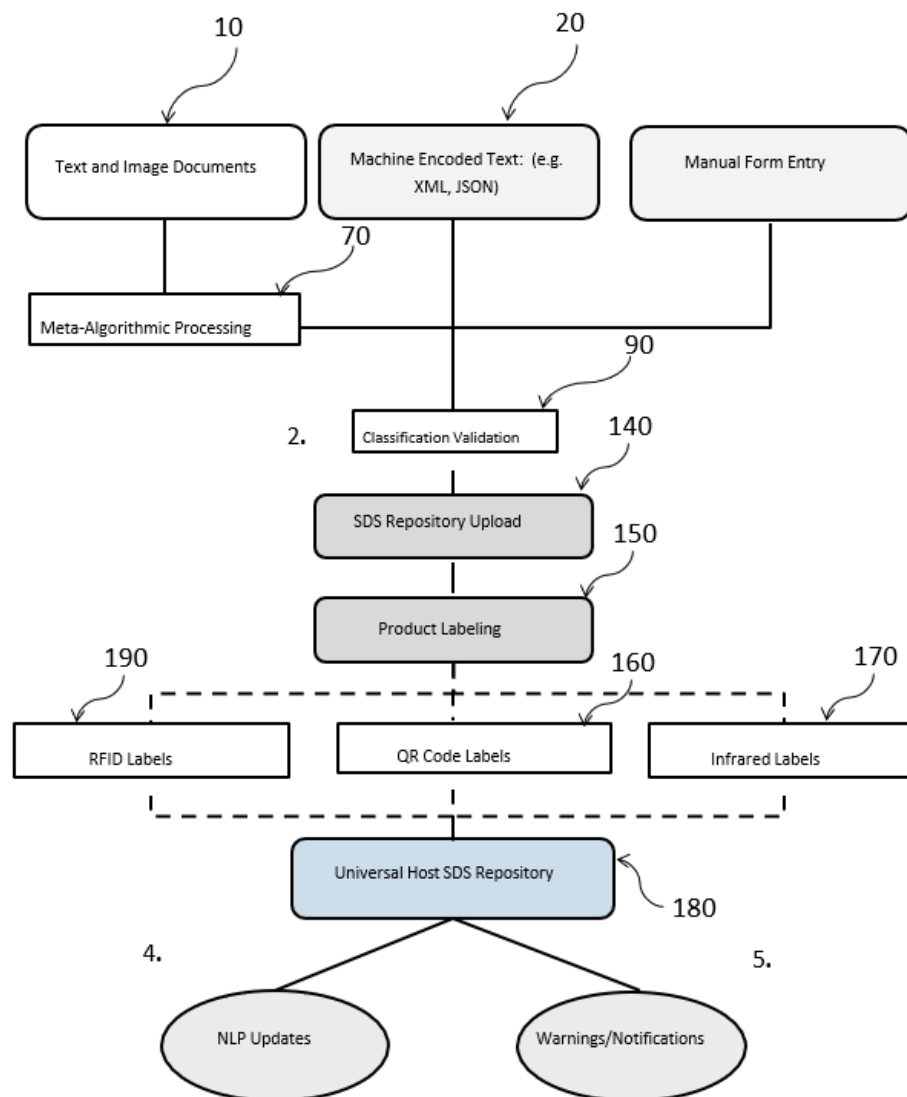 10
20
Text and Image Documents
Machine Encoded Text:  (e.g.
XML, JSON)
Manual Form Entry
70
Meta-Algorithmic Processing
90
2.
Classification Validation
140
SDS Repository Upload
150
Product Labeling
190
160
170
RFID Labels
QR Code Labels
Infrared Labels
Universal Host SDS Repository
180
4.
5.
NLP Updates
Warnings/Notifications